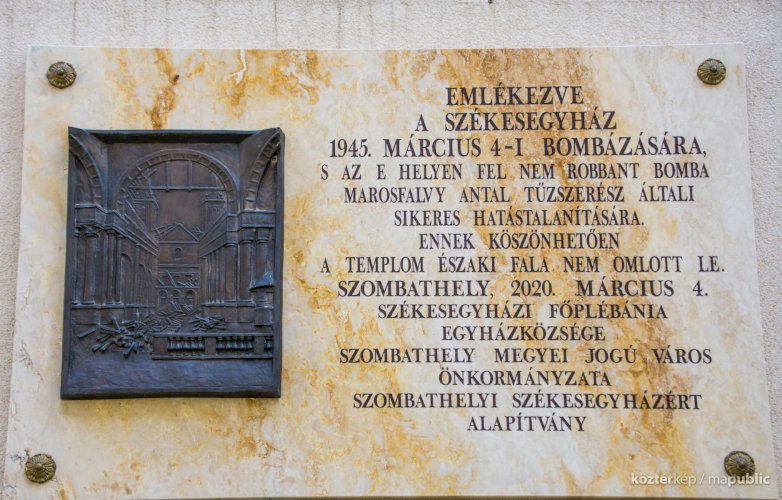 EMLÉKEZVE
A SZÉKESEGYHÁZ
1945. MÁRCIUS 4-I BOMBÁZÁSÁRA,
S AZ E HELYEN FEL NEM ROBBANT BOMBA
MAROSFALVY ANTAL TŰZSZERÉSZ ÁLTALI
SIKERES HATÁSTALANÍTÁSÁRA.
ENNEK KÖSZÖNHETŐEN
A TEMPLOM ÉSZAKI FALA NEM OMLOTT LE.
SZOMBATHELY, 2020. MÁRCIUS 4.
SZÉKESEGYHÁZI FŐPLÉBÁNIA
EGYHÁZKÖZSÉGE
SZOMBATHELY MEGYEI JOGÚ VÁROS
ÖNKORMÁNYZATA
SZOMBATHELYI SZÉKESEGYHÁZÉRT
ALAPÍTVÁNY
köztérkép / mapublic